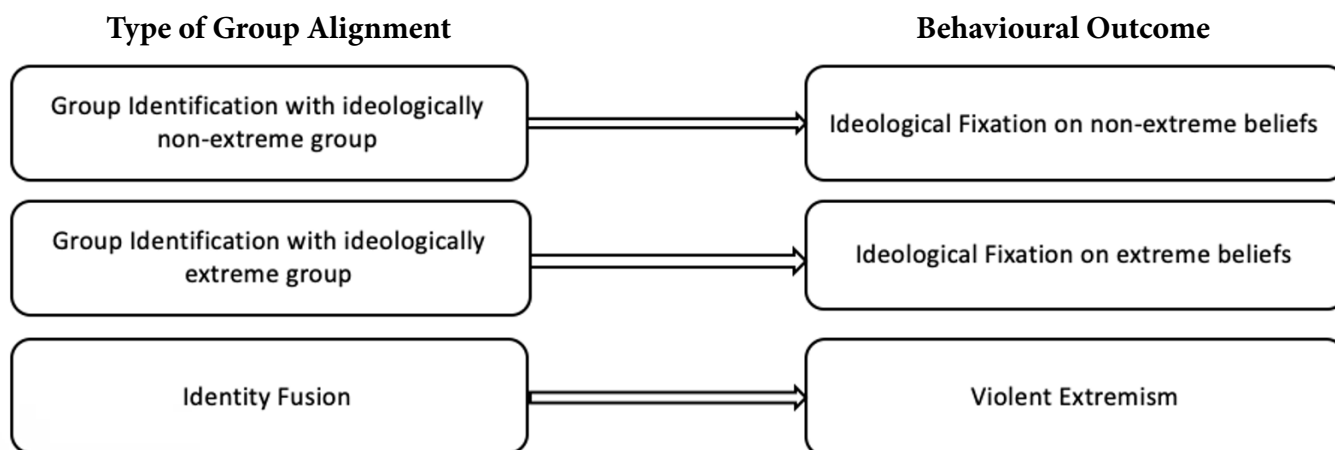 Type of Group Alignment
Behavioural Outcome
Group Identification with ideologically
non-extreme group
Ideological Fixation on non-extreme beliefs
Group Identification with ideologically
extreme group
Ideological Fixation on extreme beliefs
Identity Fusion
Violent Extremism